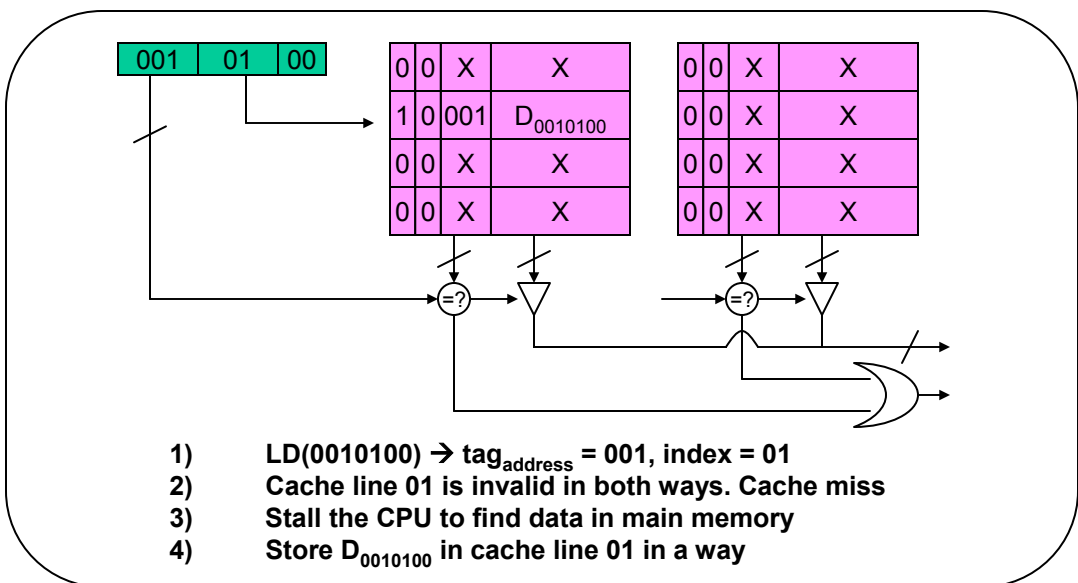 001 01 00
0 0 X X 0 0 X X
1 0 001 D0010100 0 0 X X
0 0 X X 0 0 X X
0 0 X X 0 0 X X
=? =?
1) LD(0010100) → tagaddress = 001, index = 01
2) Cache line 01 is invalid in both ways. Cache miss
3) Stall the CPU to find data in main memory
4) Store D0010100 in cache line 01 in a way